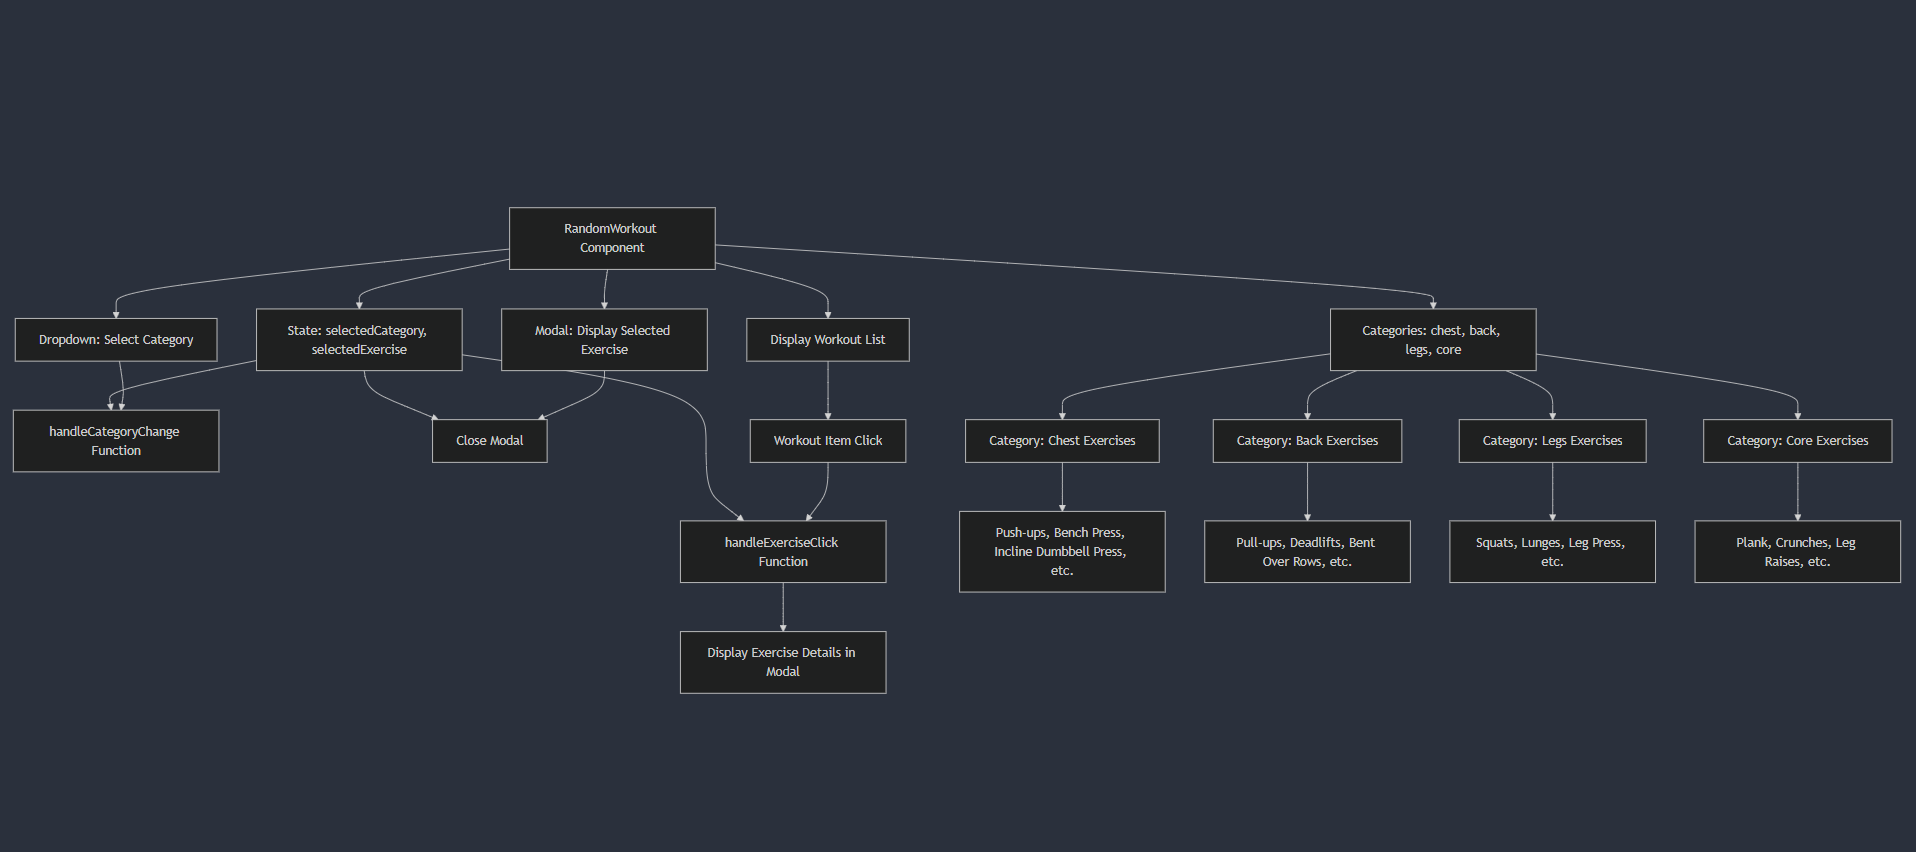 RandomWorkout
Component
Dropdown: Select Category
State: selectedCategory,
selectedExercise
Modal: Display Selected
Exercise
Display Workout List
Categories: chest, back,
legs, core
handleCategoryChange
Function
Close Modal
Workout Item Click
Category: Chest Exercises
Category: Back Exercises
Category: Legs Exercises
Category: Core Exercises
handleExerciseClick
Function
Push-ups, Bench Press,
Incline Dumbbell Press,
etc.
Pull-ups, Deadlifts, Bent
Over Rows, etc.
Squats, Lunges, Leg Press,
etc.
Plank, Crunches, Leg
Raises, etc.
Display Exercise Details in
Modal